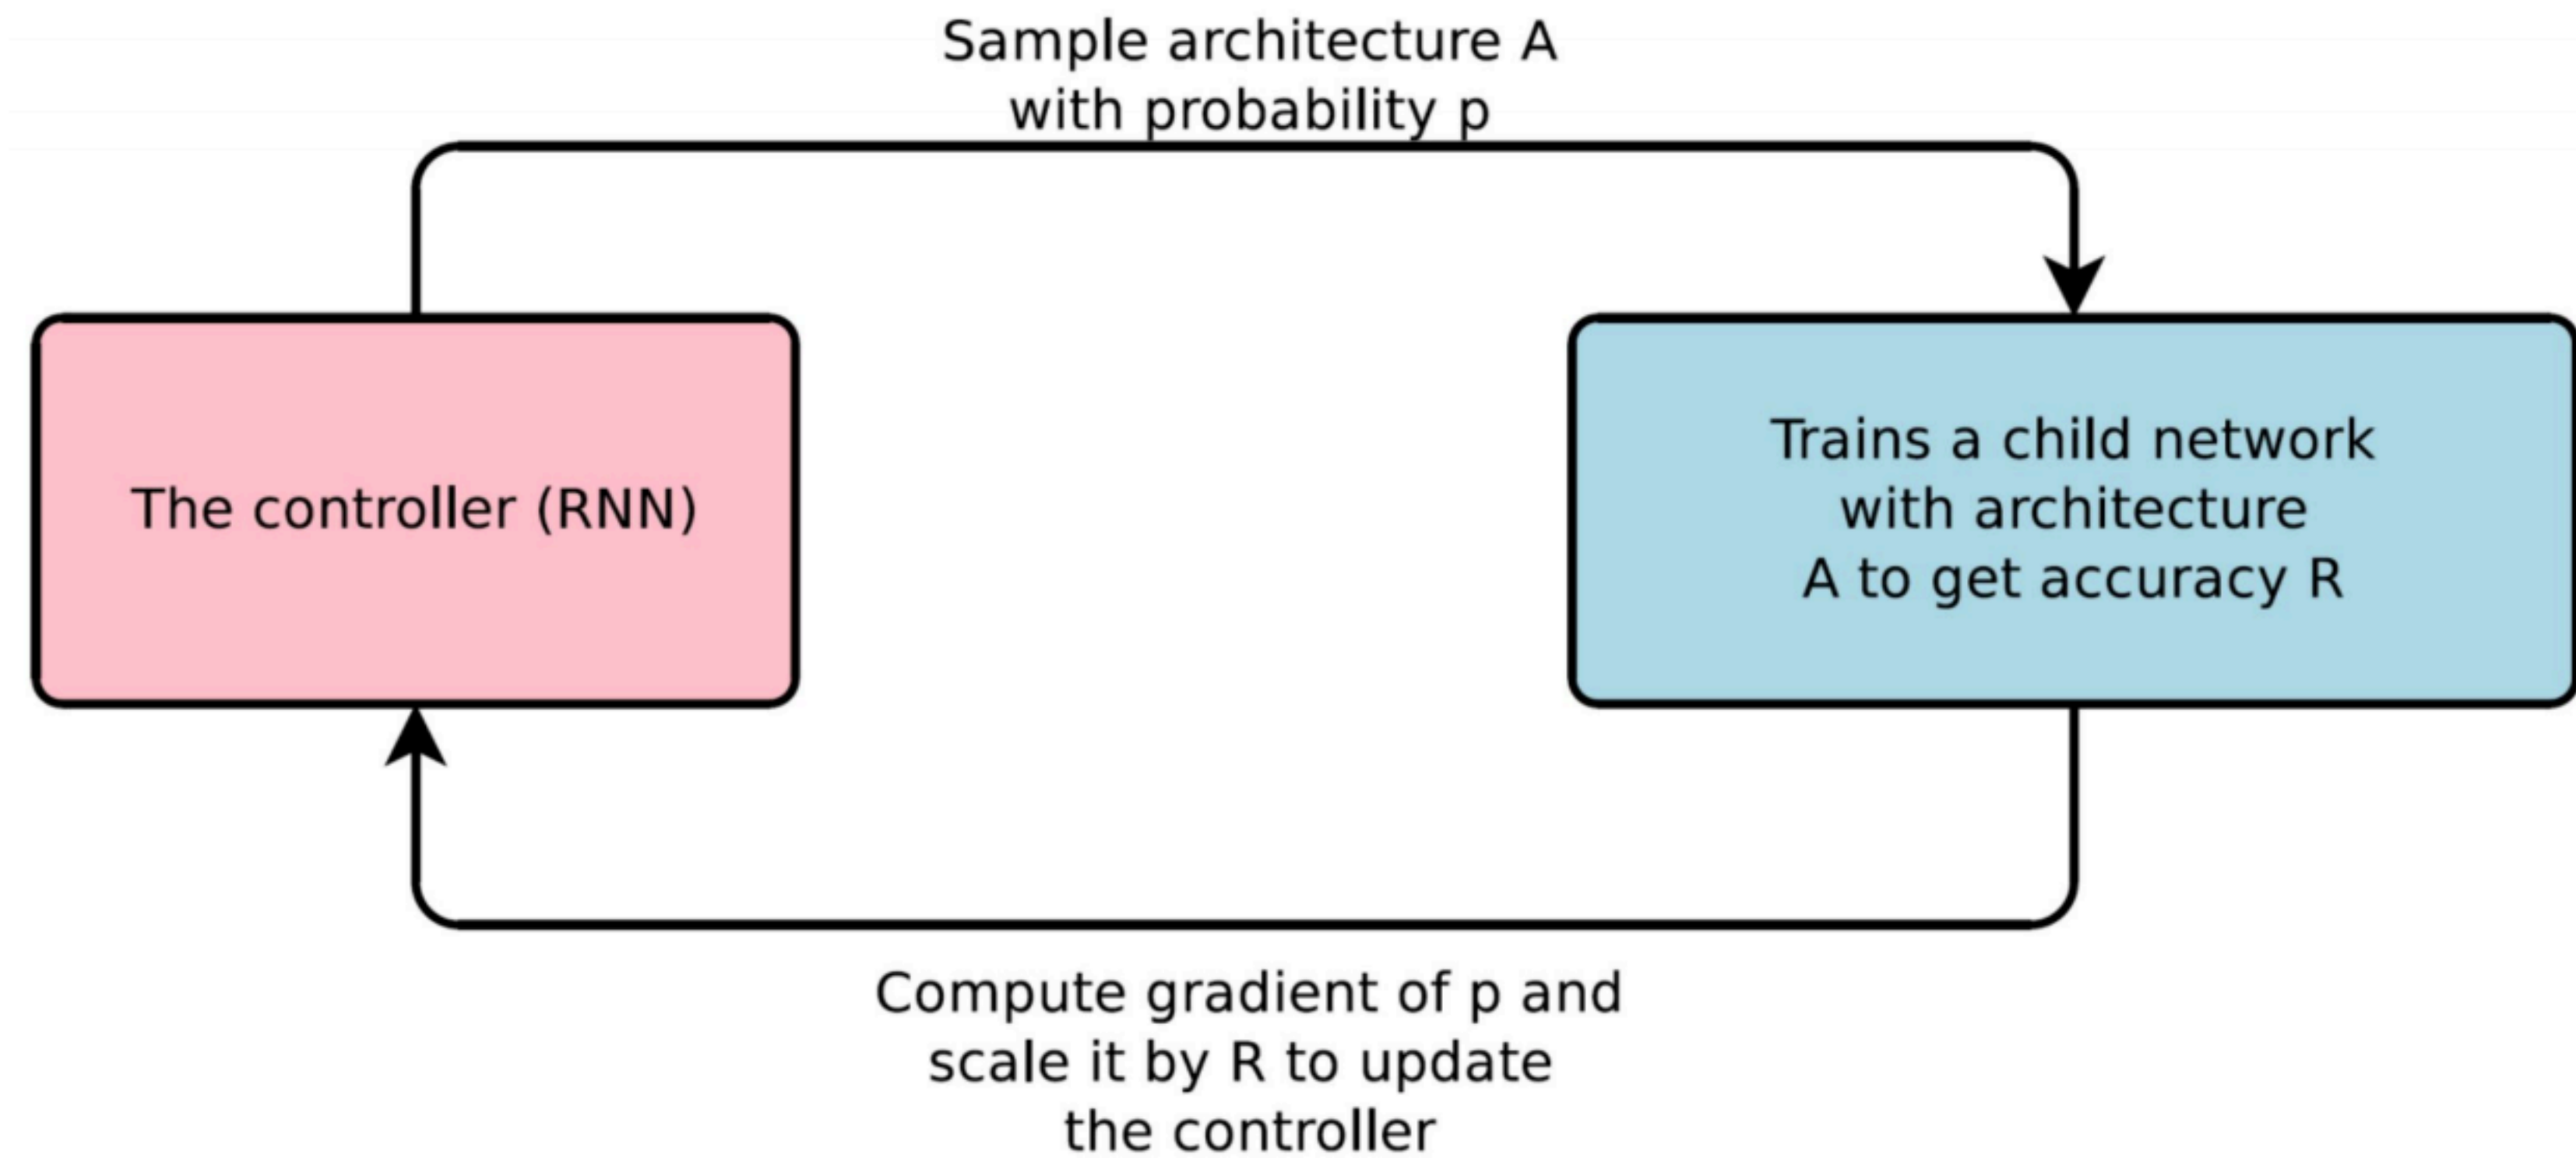 Sample architecture A
with probability p
The controller (RNN)
Trains a child network
with architecture
A to get accuracy R
Compute gradient of p and
scale it by R to update
the controller